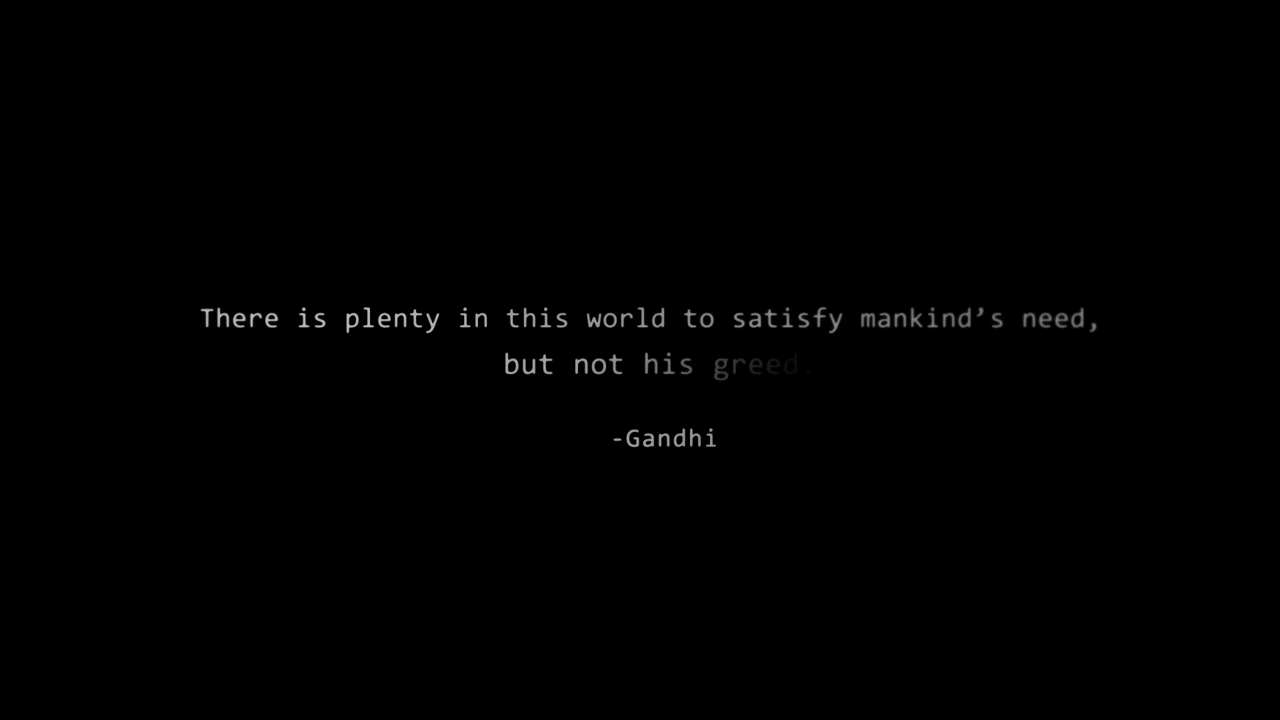 There is plenty in this world to satisfy mankind’s need,
but not his greed.
-Gandhi